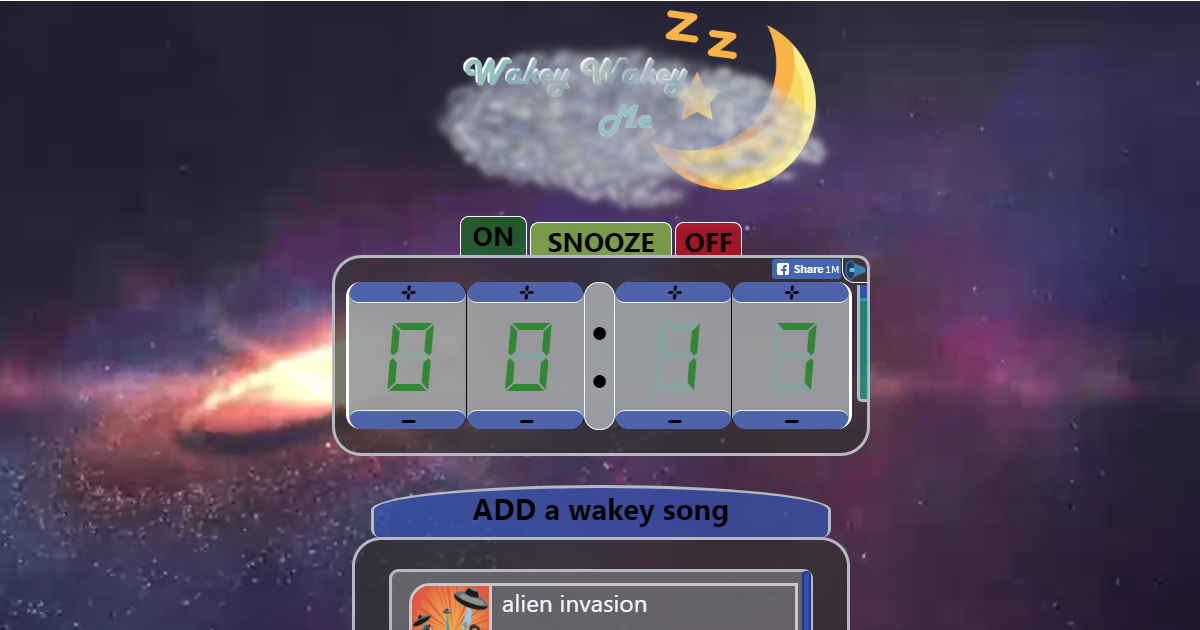 z z
Wakey Wakey
Me
ON SNOOZE OFF
Share 1M
+ + + +
00:17
- - - -
ADD a wakey song
alien invasion